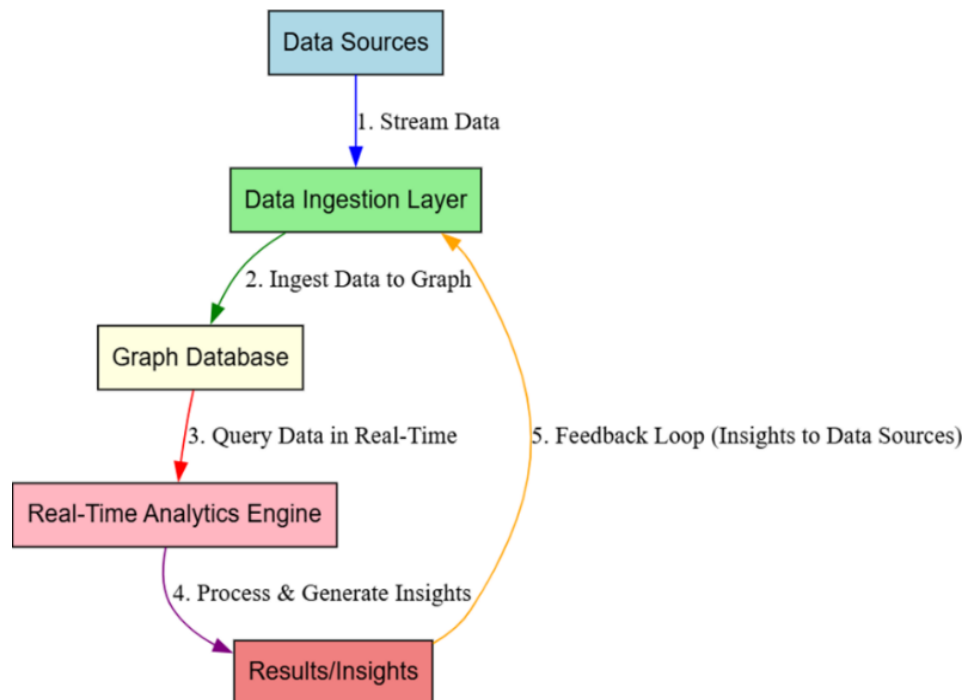 Data Sources
1. Stream Data
Data Ingestion Layer
2. Ingest Data to Graph
Graph Database
3. Query Data in Real-Time
5. Feedback Loop (Insights to Data Sources)
Real-Time Analytics Engine
4. Process & Generate Insights
Results/Insights